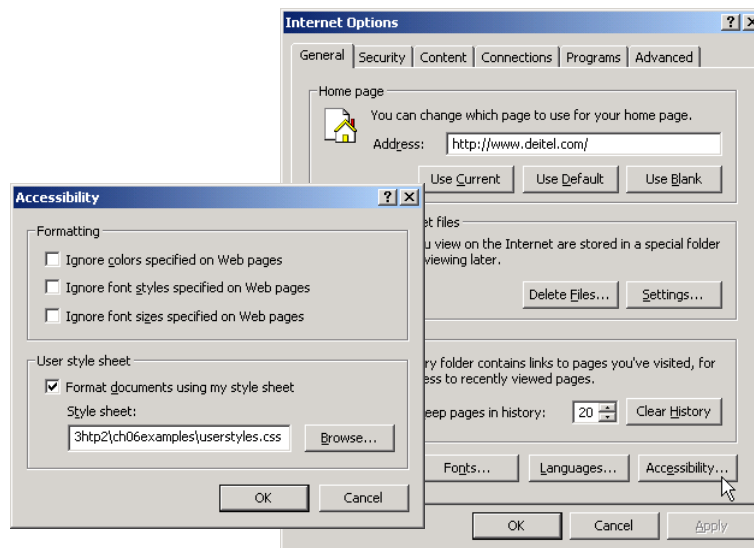 Internet Options
General Security Content Connections Programs Advanced
Home page
You can change which page to use for your home page.
Address: http://www.deitel.com/
Use Current Use Default Use Blank
et files
u view on the Internet are stored in a special folder
viewing later.
Delete Files... Settings...
ry folder contains links to pages you've visited, for
ess to recently viewed pages.
eep pages in history: 20 Clear History
Fonts... Languages... Accessibility...
OK Cancel Apply
Accessibility
Formatting
Ignore colors specified on Web pages
Ignore font styles specified on Web pages
Ignore font sizes specified on Web pages
User style sheet
Format documents using my style sheet
Style sheet:
3htp2\ch06examples\userstyles.css Browse...
OK Cancel